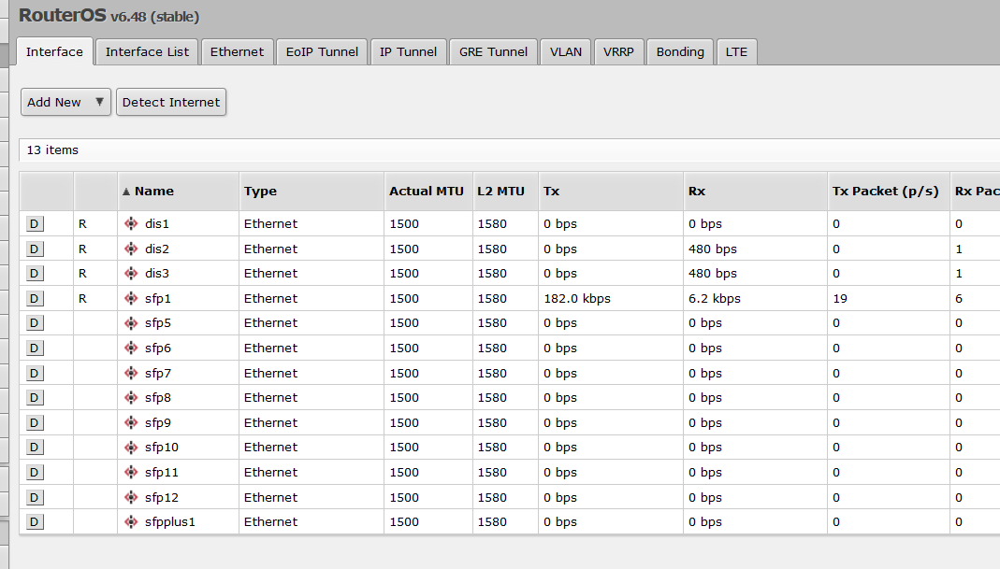 RouterOS v6.48 (stable)
Interface Interface List Ethernet EoIP Tunnel IP Tunnel GRE Tunnel VLAN VRRP Bonding LTE
Add New ▼ Detect Internet
13 items
▲ Name Type Actual MTU L2 MTU Tx Rx Tx Packet (p/s) Rx Pac
D R dis1 Ethernet 1500 1580 0 bps 0 bps 0 0
D R dis2 Ethernet 1500 1580 0 bps 480 bps 0 1
D R dis3 Ethernet 1500 1580 0 bps 480 bps 0 1
D R sfp1 Ethernet 1500 1580 182.0 kbps 6.2 kbps 19 6
D sfp5 Ethernet 1500 1580 0 bps 0 bps 0 0
D sfp6 Ethernet 1500 1580 0 bps 0 bps 0 0
D sfp7 Ethernet 1500 1580 0 bps 0 bps 0 0
D sfp8 Ethernet 1500 1580 0 bps 0 bps 0 0
D sfp9 Ethernet 1500 1580 0 bps 0 bps 0 0
D sfp10 Ethernet 1500 1580 0 bps 0 bps 0 0
D sfp11 Ethernet 1500 1580 0 bps 0 bps 0 0
D sfp12 Ethernet 1500 1580 0 bps 0 bps 0 0
D sfpplus1 Ethernet 1500 1580 0 bps 0 bps 0 0